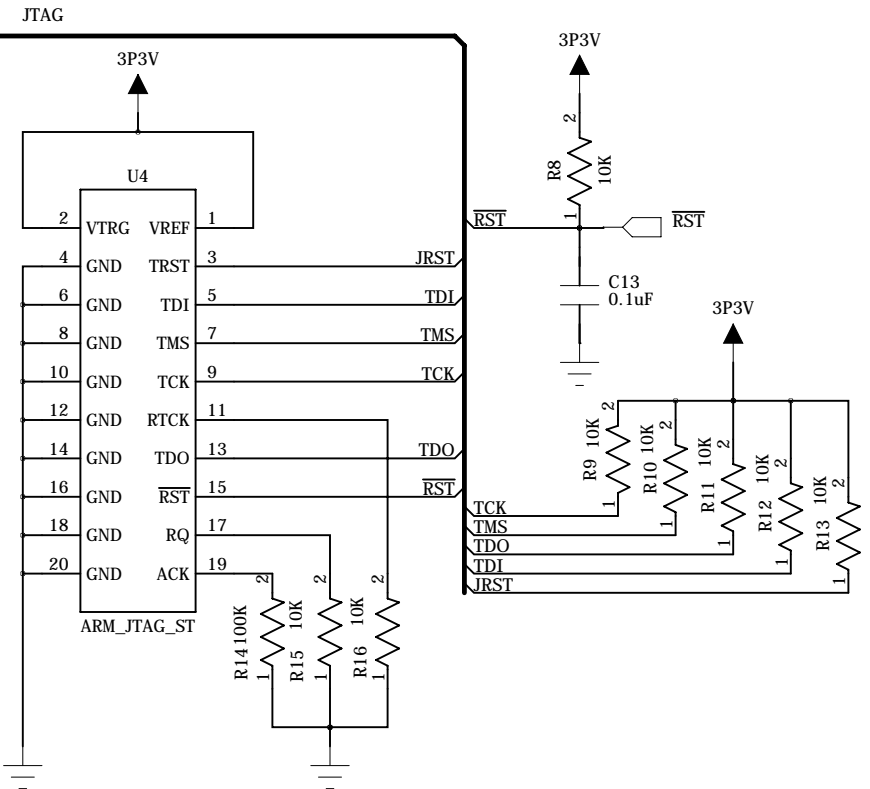 JTAG
3P3V
U4
2 VTRG VREF 1
4 GND TRST 3 JRST
6 GND TDI 5 TDI
8 GND TMS 7 TMS
10 GND TCK 9 TCK
12 GND RTCK 11
14 GND TDO 13 TDO
16 GND RST 15 RST
18 GND RQ 17
20 GND ACK 19
ARM_JTAG_ST
R14 100K 2 1
R15 10K 2 1
R16 10K 2 1
3P3V
R8 10K 2 1
RST
RST
C13
0.1uF
3P3V
R9 10K 2 1
R10 10K 2 1
R11 10K 2 1
R12 10K 2 1
R13 10K 2 1
TCK
TMS
TDO
TDI
JRST